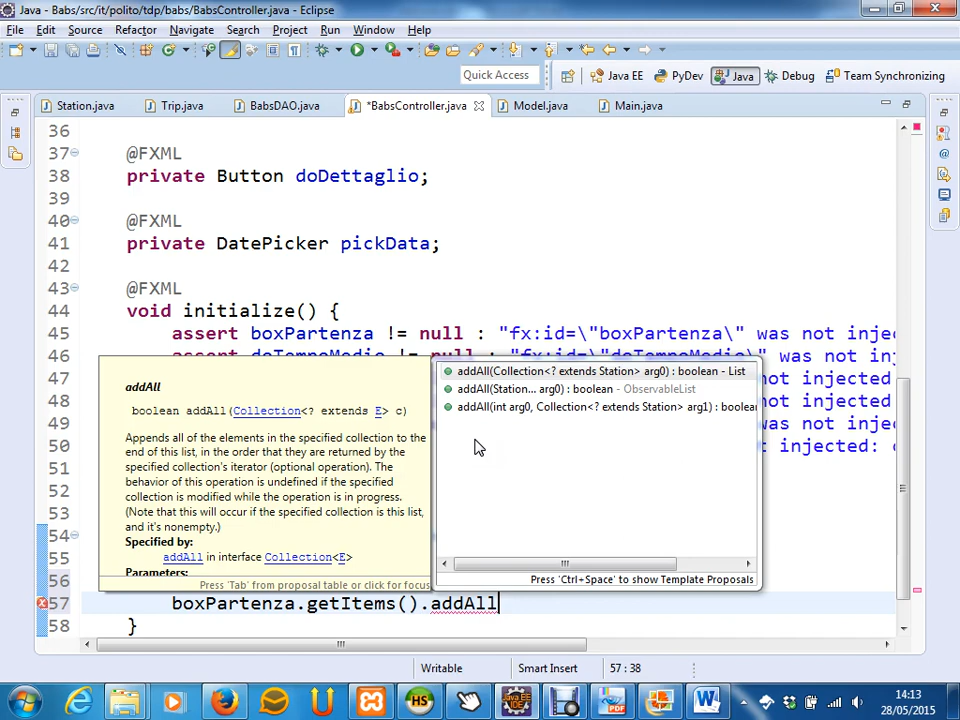 Java - Babs/src/it/polito/tdp/babs/BabsController.java - Eclipse
File Edit Source Refactor Navigate Search Project Run Window Help
Quick Access Java EE PyDev Java Debug Team Synchronizing
Station.java Trip.java BabsDAO.java *BabsController.java Model.java Main.java
36
37 @FXML
38 private Button doDettaglio;
39
40 @FXML
41 private DatePicker pickData;
42
43 @FXML
44 void initialize() {
45 assert boxPartenza != null : "fx:id=\"boxPartenza\" was not injec
46 assert doTempoMedio != null : "fx:id=\"doTempoMedio\" was not inje
47
48
49 was not injec
50 ot injected: c
51
52
53
54
55
56
57 boxPartenza.getItems().addAll
58 }
addAll
boolean addAll(Collection<? extends E> c)
Appends all of the elements in the specified collection to the
end of this list, in the order that they are returned by the
specified collection's iterator (optional operation). The
behavior of this operation is undefined if the specified
collection is modified while the operation is in progress.
(Note that this will occur if the specified collection is this list,
and it's nonempty.)
Specified by:
addAll in interface Collection<E>
Parameters:
Press 'Tab' from proposal table or click for focus
addAll(Collection<? extends Station> arg0) : boolean - List
addAll(Station... arg0) : boolean - ObservableList
addAll(int arg0, Collection<? extends Station> arg1) : boolea
Press 'Ctrl+Space' to show Template Proposals
Writable Smart Insert 57 : 38
14:13
28/05/2015